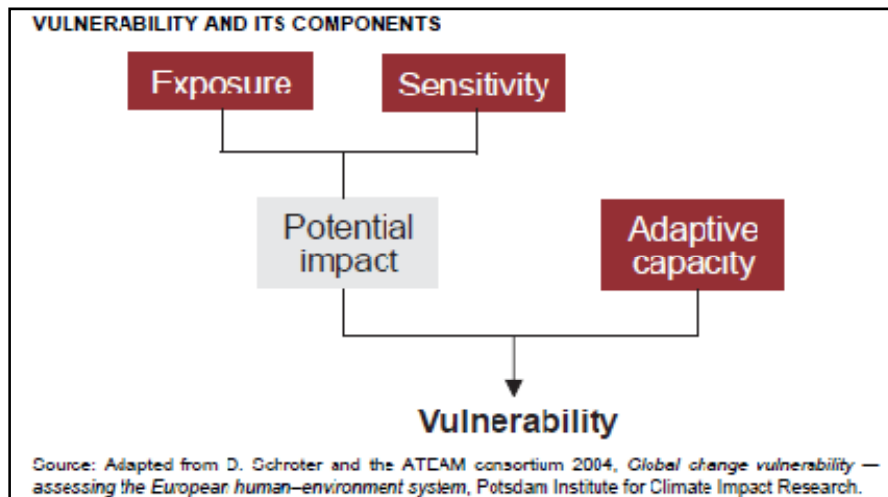 VULNERABILITY AND ITS COMPONENTS
Exposure
Sensitivity
Potential
impact
Adaptive
capacity
Vulnerability
Source: Adapted from D. Schroter and the ATEAM consortium 2004, Global change vulnerability —
assessing the European human–environment system, Potsdam Institute for Climate Impact Research.